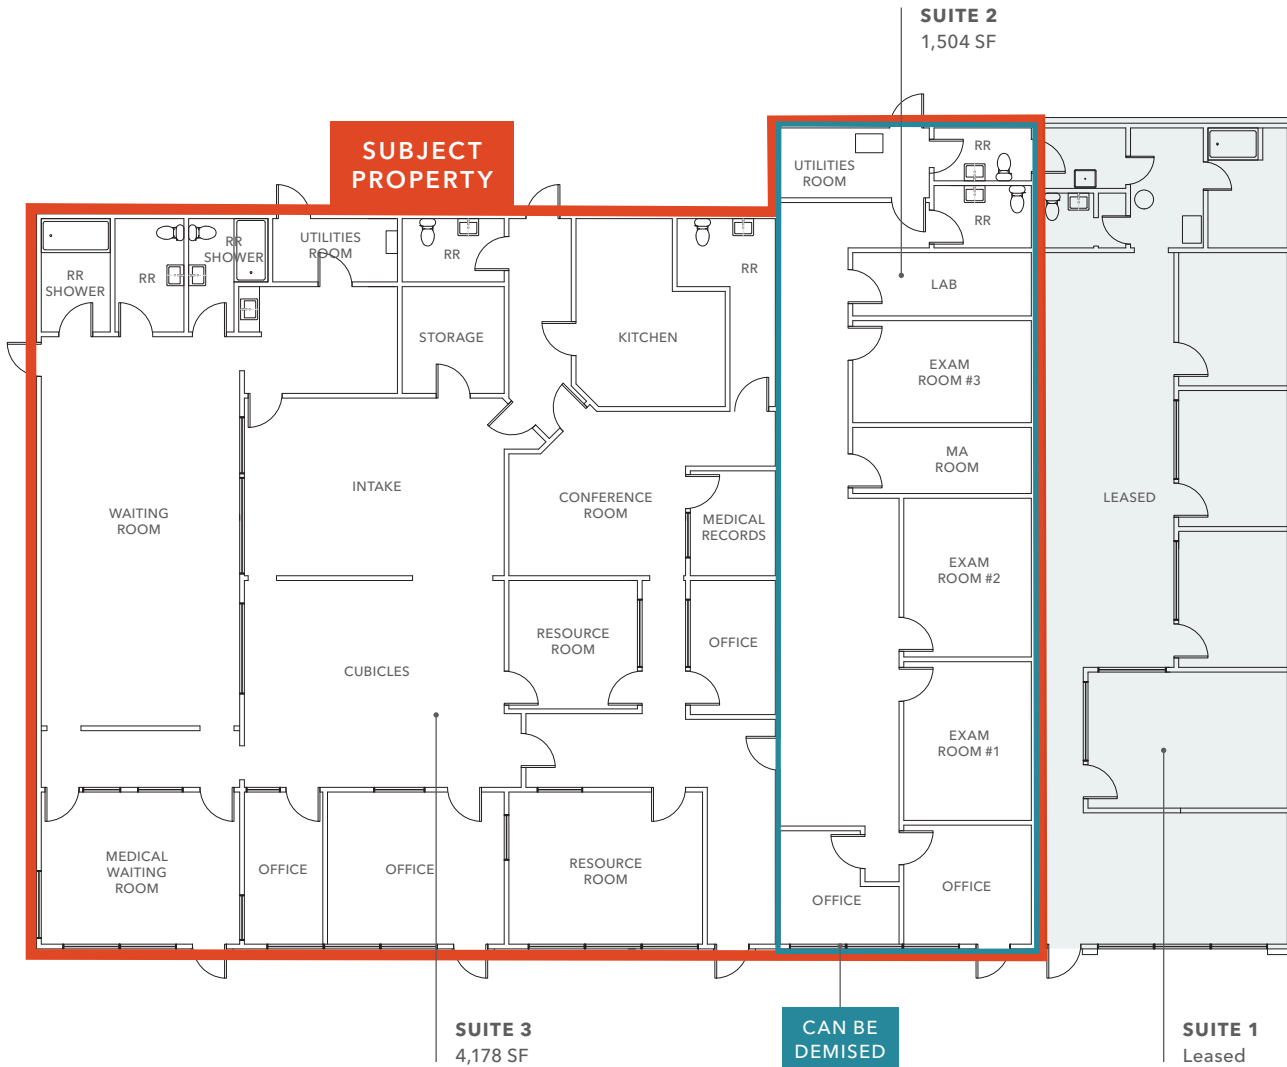 SUITE 2
1,504 SF
SUBJECT
PROPERTY
UTILITIES
ROOM
RR
RR
RR
SHOWER
RR
RR
SHOWER
UTILITIES
ROOM
RR
RR
STORAGE
KITCHEN
LAB
EXAM
ROOM #3
MA
ROOM
WAITING
ROOM
INTAKE
CONFERENCE
ROOM
MEDICAL
RECORDS
LEASED
EXAM
ROOM #2
CUBICLES
RESOURCE
ROOM
OFFICE
EXAM
ROOM #1
MEDICAL
WAITING
ROOM
OFFICE
OFFICE
RESOURCE
ROOM
OFFICE
OFFICE
SUITE 3
4,178 SF
CAN BE
DEMISED
SUITE 1
Leased